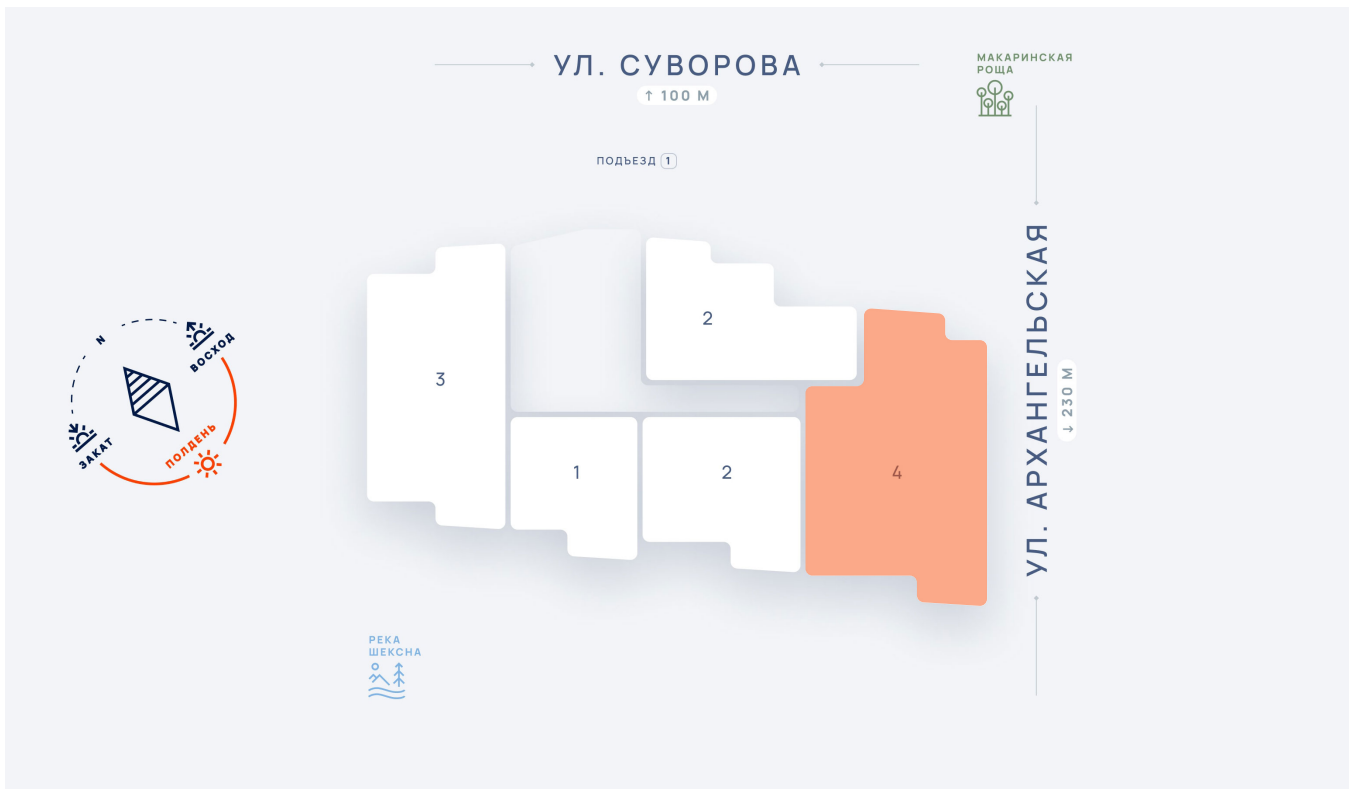 УЛ. СУВОРОВА
↑ 100 М
МАКАРИНСКАЯ
РОЩА
ПОДЪЕЗД 1
УЛ. АРХАНГЕЛЬСКАЯ
↓ 230 М
2
3
4
1
2
N
ВОСХОД
ПОЛДЕНЬ
ЗАКАТ
РЕКА
ШЕКСНА